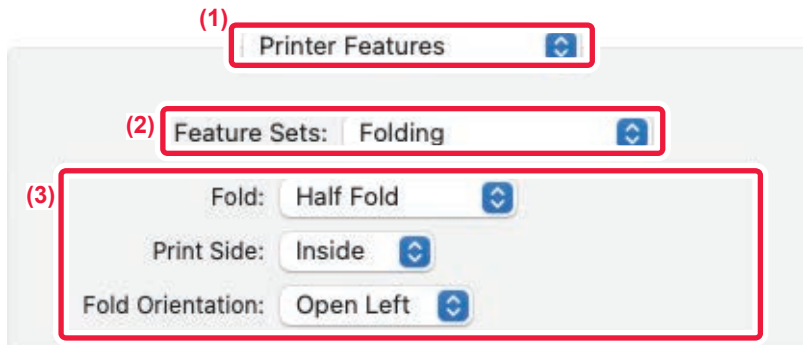 (1)
Printer Features
(2) Feature Sets: Folding
(3) Fold: Half Fold
Print Side: Inside
Fold Orientation: Open Left